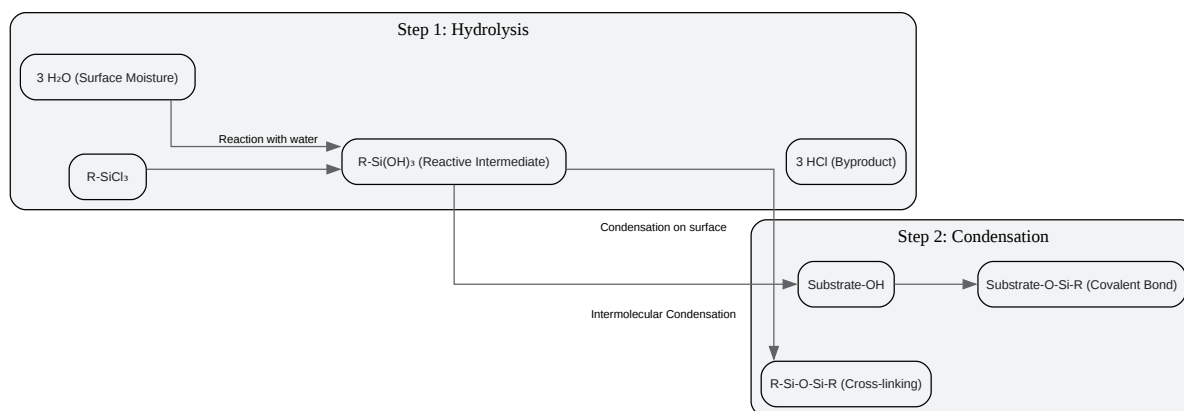 Step 1: Hydrolysis
3 H₂O (Surface Moisture)
Reaction with water
R-SiCl₃
R-Si(OH)₃ (Reactive Intermediate)
3 HCl (Byproduct)
Condensation on surface
Step 2: Condensation
Substrate-OH
Substrate-O-Si-R (Covalent Bond)
Intermolecular Condensation
R-Si-O-Si-R (Cross-linking)